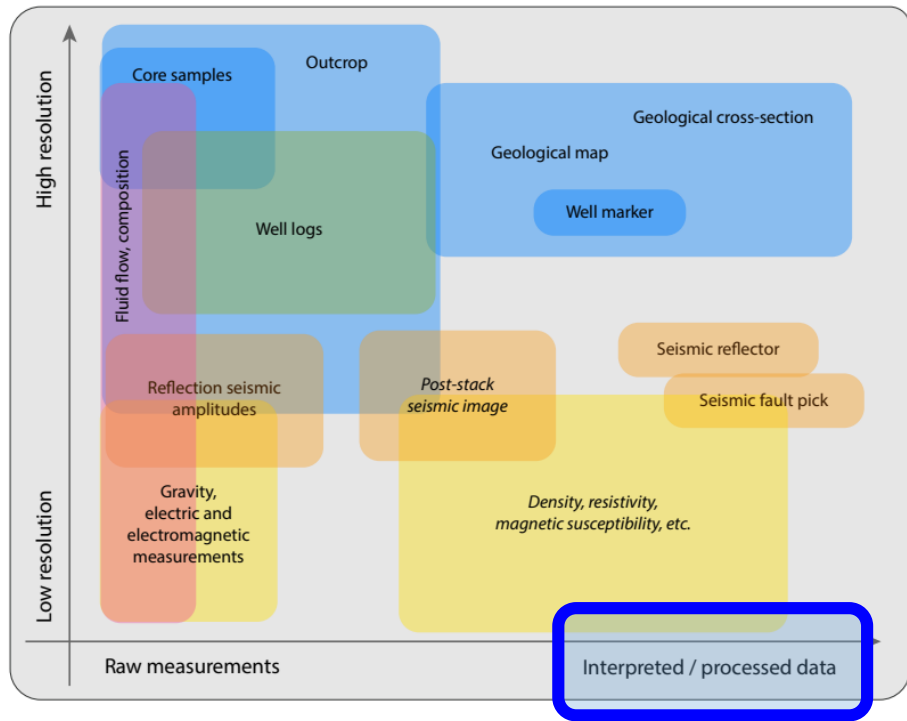 High resolution
Low resolution
Core samples
Outcrop
Fluid flow, composition
Well logs
Geological cross-section
Geological map
Well marker
Reflection seismic
amplitudes
Post-stack
seismic image
Seismic reflector
Seismic fault pick
Gravity,
electric and
electromagnetic
measurements
Density, resistivity,
magnetic susceptibility, etc.
Raw measurements
Interpreted / processed data